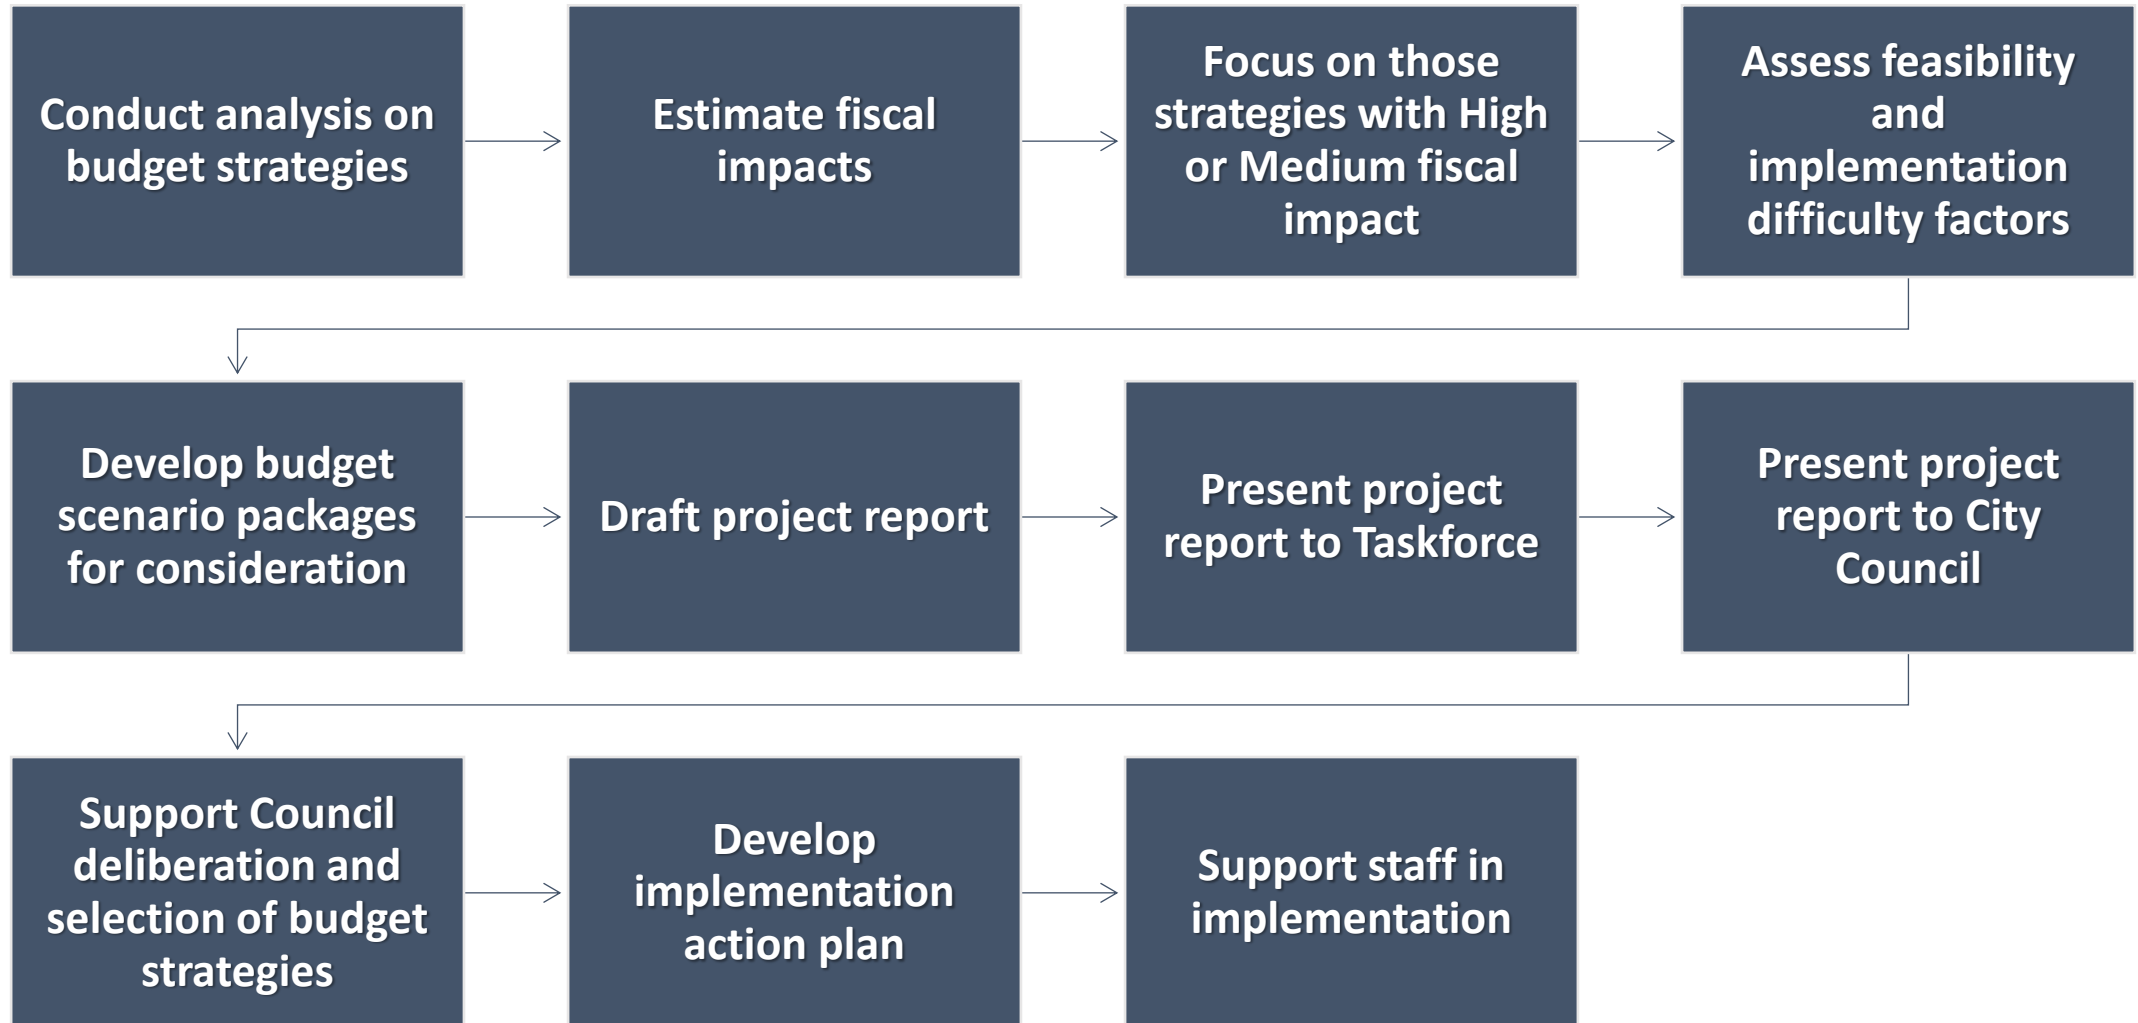 Conduct analysis on
budget strategies
Estimate fiscal
impacts
Focus on those
strategies with High
or Medium fiscal
impact
Assess feasibility
and
implementation
difficulty factors
Develop budget
scenario packages
for consideration
Draft project report
Present project
report to Taskforce
Present project
report to City
Council
Support Council
deliberation and
selection of budget
strategies
Develop
implementation
action plan
Support staff in
implementation